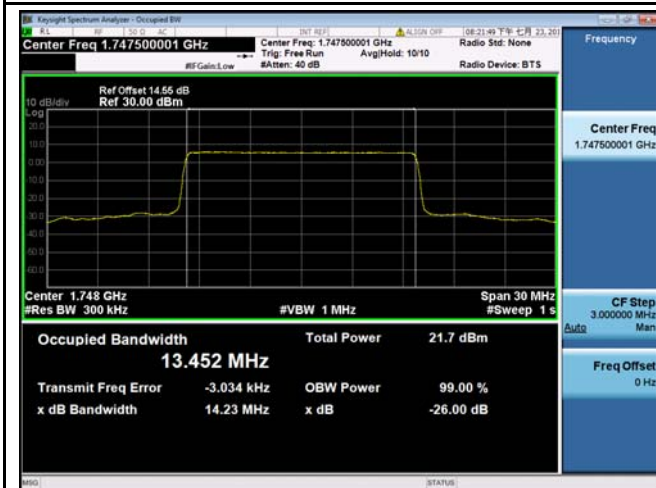 Keysight Spectrum Analyzer - Occupied BW
RL RF 50 Ω AC INT REF ALIGN OFF 08:21:49 下午 七月 23, 201
Center Freq 1.747500001 GHz
Center Freq: 1.747500001 GHz
Radio Std: None
Trig: Free Run Avg|Hold: 10/10
#IFGain:Low #Atten: 40 dB
Radio Device: BTS
Ref Offset 14.55 dB
10 dB/div Ref 30.00 dBm
Log
20.0
10.0
0.00
10.0
20.0
30.0
40.0
50.0
60.0
Center 1.748 GHz Span 30 MHz
#Res BW 300 kHz #VBW 1 MHz #Sweep 1 s
Occupied Bandwidth Total Power 21.7 dBm
13.452 MHz
Transmit Freq Error -3.034 kHz OBW Power 99.00 %
x dB Bandwidth 14.23 MHz x dB -26.00 dB
MSG STATUS
Frequency
Center Freq
1.747500001 GHz
CF Step
3.000000 MHz
Auto Man
Freq Offset
0 Hz